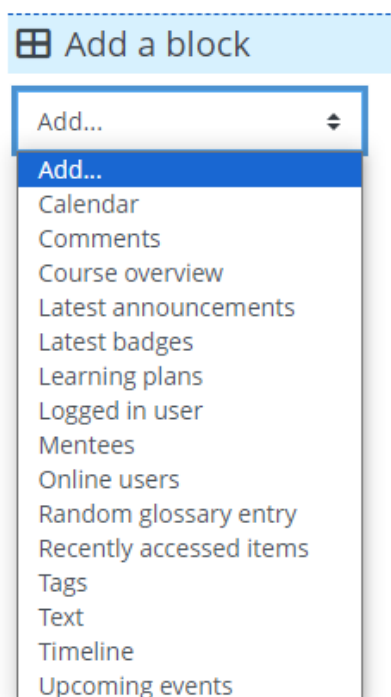 Add a block
Add...
Add...
Calendar
Comments
Course overview
Latest announcements
Latest badges
Learning plans
Logged in user
Mentees
Online users
Random glossary entry
Recently accessed items
Tags
Text
Timeline
Upcoming events